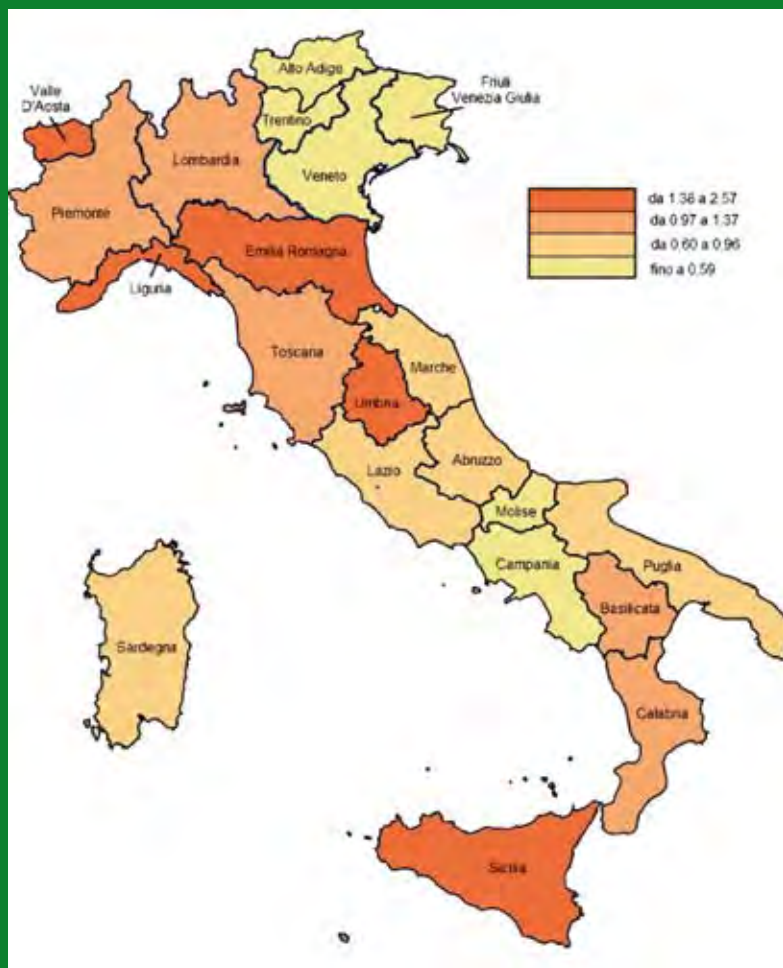 Alto Adige
Friuli
Venezia Giulia
Valle
D'Aosta
Trentino
Lombardia
Veneto
Piemonte
da 1.38 a 2.57
da 0.97 a 1.37
da 0.60 a 0.96
fino a 0.59
Emilia Romagna
Liguria
Toscana
Marche
Umbria
Lazio
Abruzzo
Molise
Campania
Puglia
Basilicata
Sardegna
Calabria
Sicilia